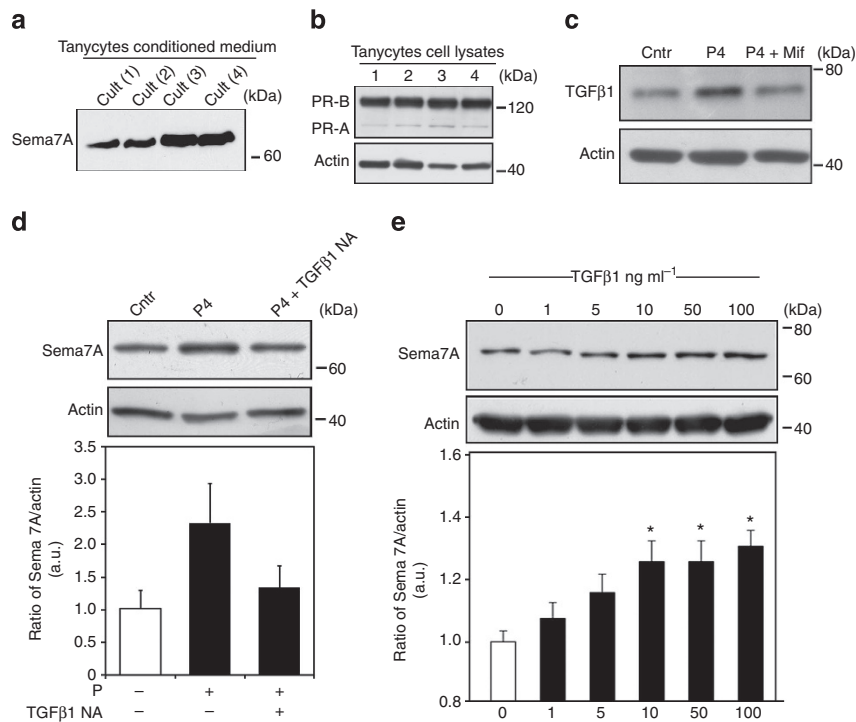 a
Tanycytes conditioned medium
Cult (1) Cult (2) Cult (3) Cult (4) (kDa)
Sema7A
60
b
Tanycytes cell lysates
1 2 3 4 (kDa)
PR-B
120
PR-A
Actin
40
c
Cntr P4 P4 + Mif (kDa)
80
TGFβ1
Actin
40
d
Cntr P4 P4 + TGFβ1 NA (kDa)
Sema7A
60
Actin
40
Ratio of Sema 7A/actin
(a.u.)
3.5
3.0
2.5
2.0
1.5
1.0
0.5
0
P – + +
TGFβ1 NA – – +
e
TGFβ1 ng ml⁻¹
0 1 5 10 50 100 (kDa)
80
Sema7A
60
Actin
40
Ratio of Sema 7A/actin
(a.u.)
1.6
1.4
1.2
1.0
0.8
* * *
0 1 5 10 50 100